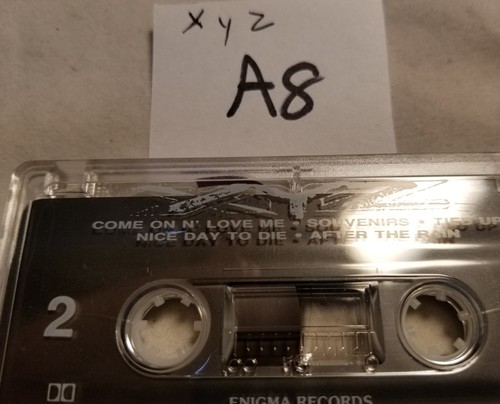 xyz
A8
COME ON N' LOVE ME • SOUVENIRS • TIED UP
NICE DAY TO DIE • AFTER THE RAIN
2
ENIGMA RECORDS